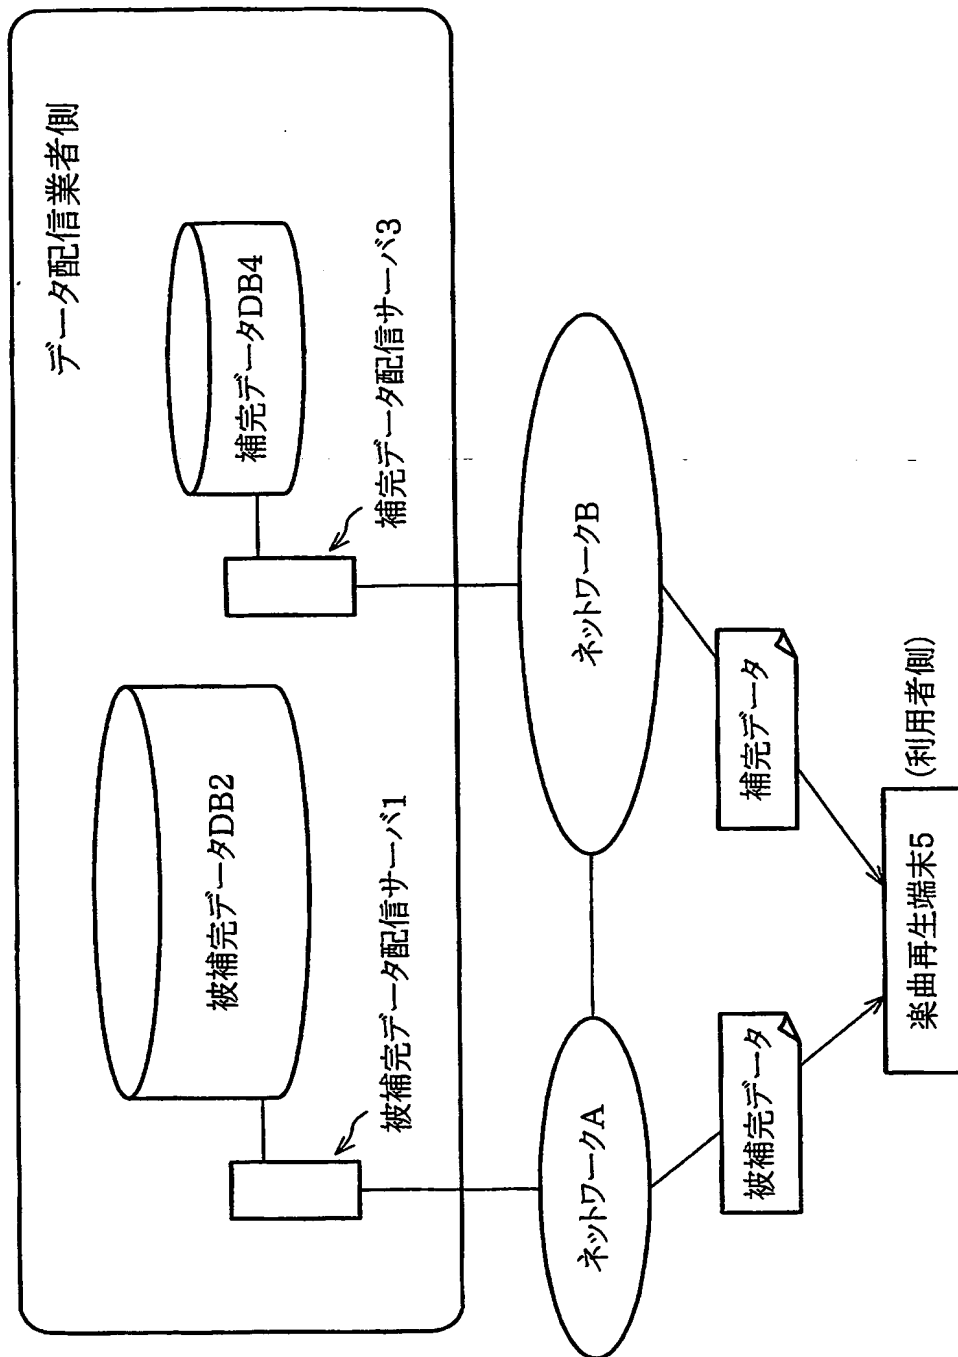 データ配信業者側
被補完データDB2
補完データDB4
被補完データ配信サーバ1
補完データ配信サーバ3
ネットワークA
ネットワークB
被補完データ
補完データ
楽曲再生端末5
(利用者側)